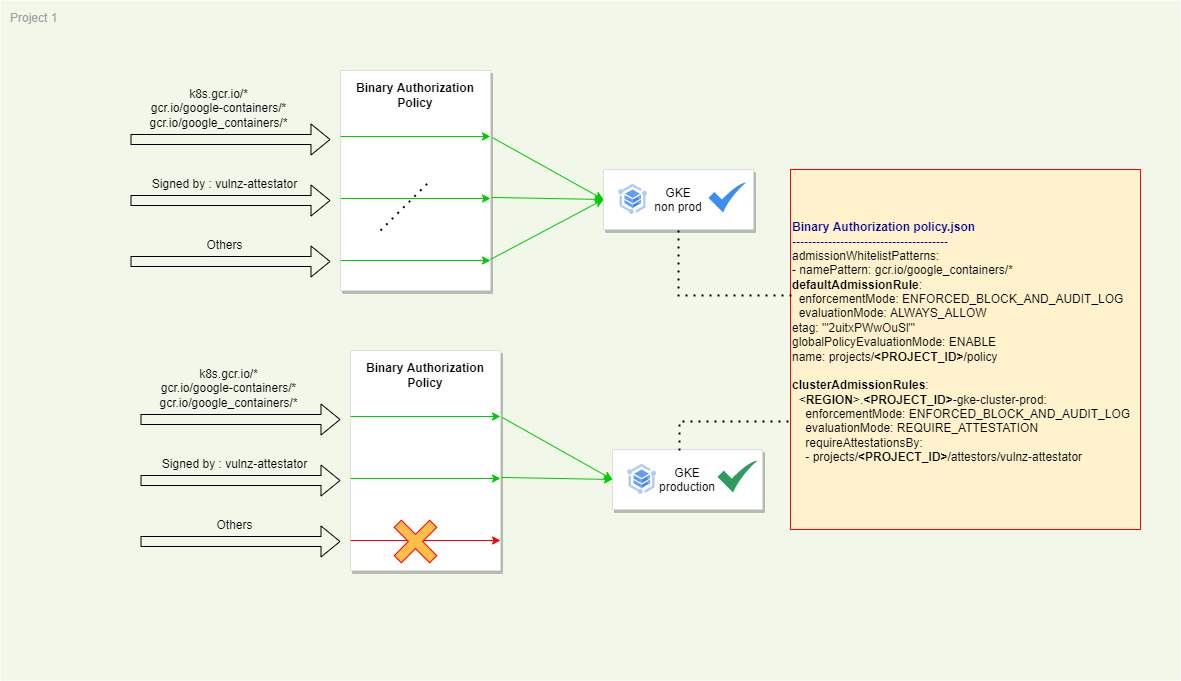 Project 1
k8s.gcr.io/*
gcr.io/google-containers/*
gcr.io/google_containers/*
Signed by : vulnz-attestator
Others
Binary Authorization
Policy
GKE
non prod
k8s.gcr.io/*
gcr.io/google-containers/*
gcr.io/google_containers/*
Signed by : vulnz-attestator
Others
Binary Authorization
Policy
GKE
production
Binary Authorization policy.json
---------------------------------------
admissionWhitelistPatterns:
- namePattern: gcr.io/google_containers/*
defaultAdmissionRule:
enforcementMode: ENFORCED_BLOCK_AND_AUDIT_LOG
evaluationMode: ALWAYS_ALLOW
etag: '"2uitxPWwOuSI"'
globalPolicyEvaluationMode: ENABLE
name: projects/<PROJECT_ID>/policy
clusterAdmissionRules:
<REGION>.<PROJECT_ID>-gke-cluster-prod:
enforcementMode: ENFORCED_BLOCK_AND_AUDIT_LOG
evaluationMode: REQUIRE_ATTESTATION
requireAttestationsBy:
- projects/<PROJECT_ID>/attestors/vulnz-attestator